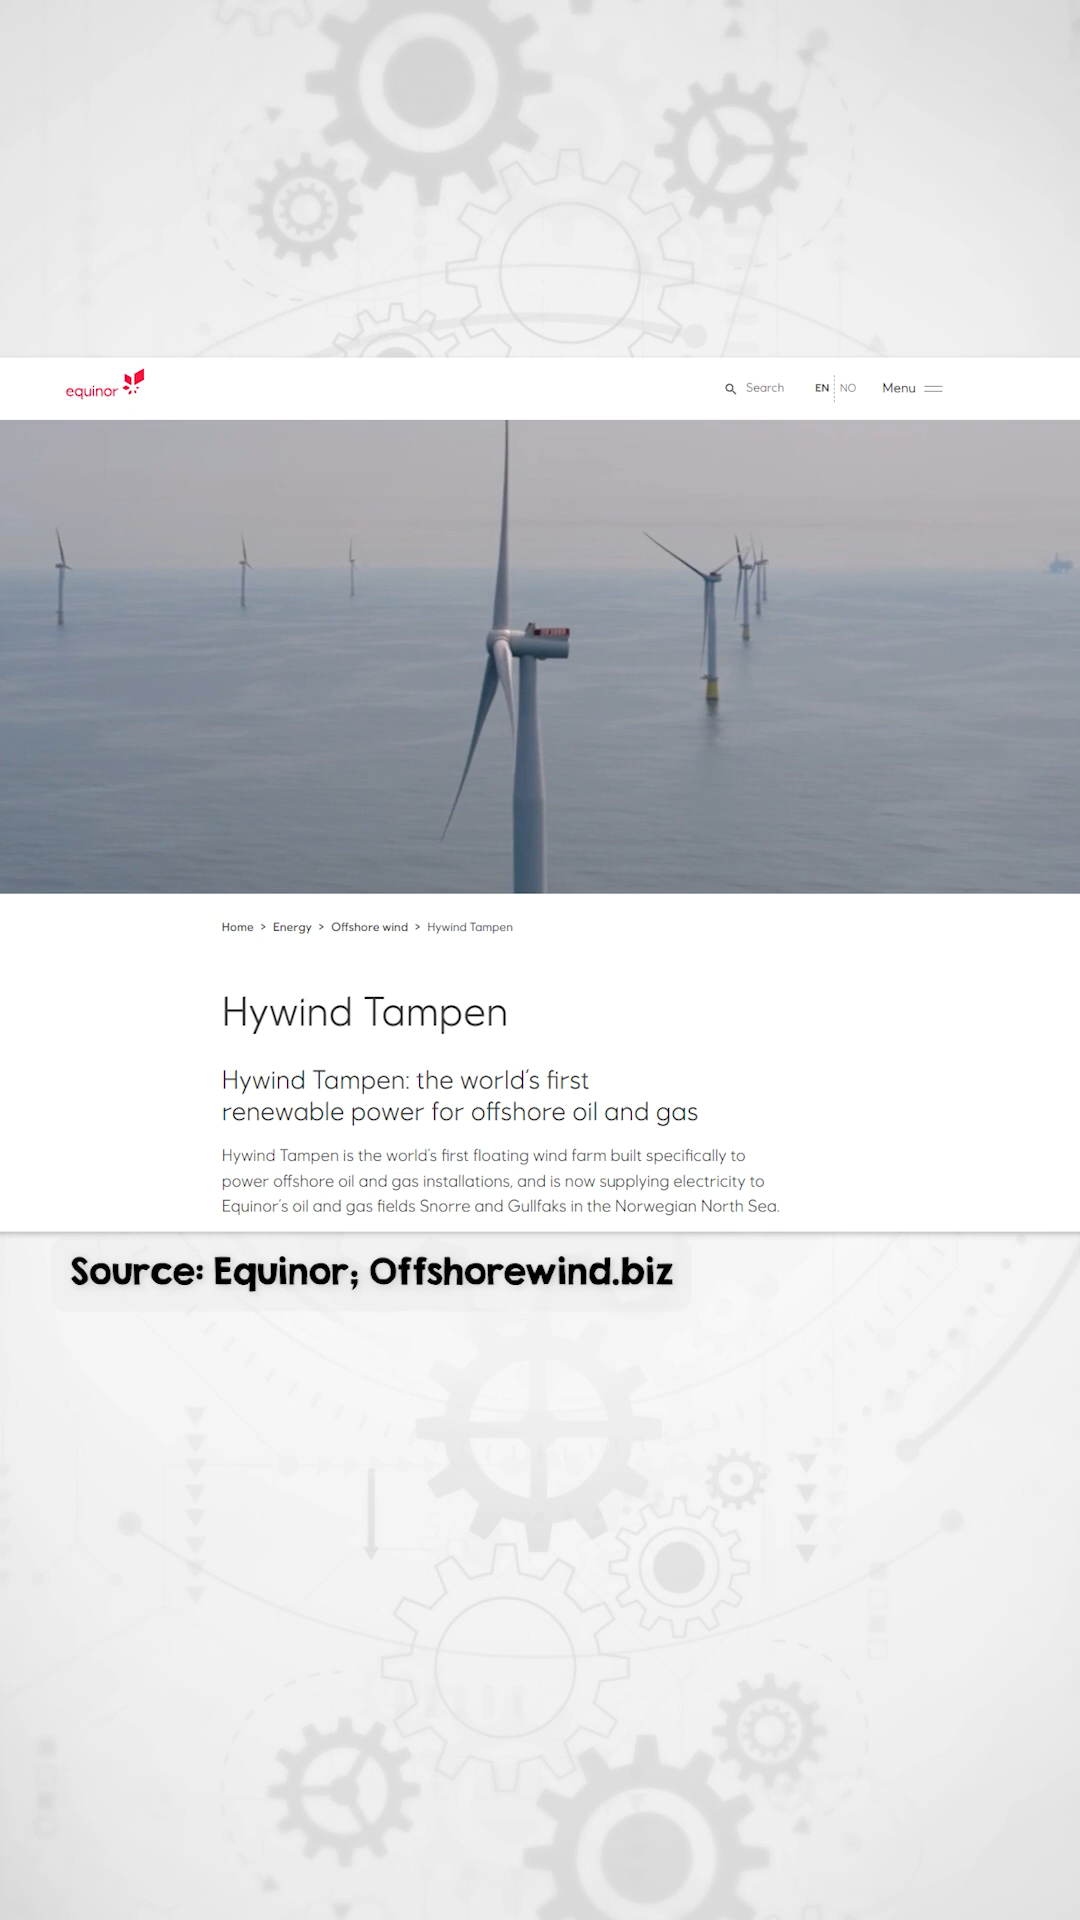 equinor
Search
EN NO
Menu
Home > Energy > Offshore wind > Hywind Tampen
Hywind Tampen
Hywind Tampen: the world's first
renewable power for offshore oil and gas
Hywind Tampen is the world's first floating wind farm built specifically to
power offshore oil and gas installations, and is now supplying electricity to
Equinor's oil and gas fields Snorre and Gullfaks in the Norwegian North Sea.
Source: Equinor; Offshorewind.biz